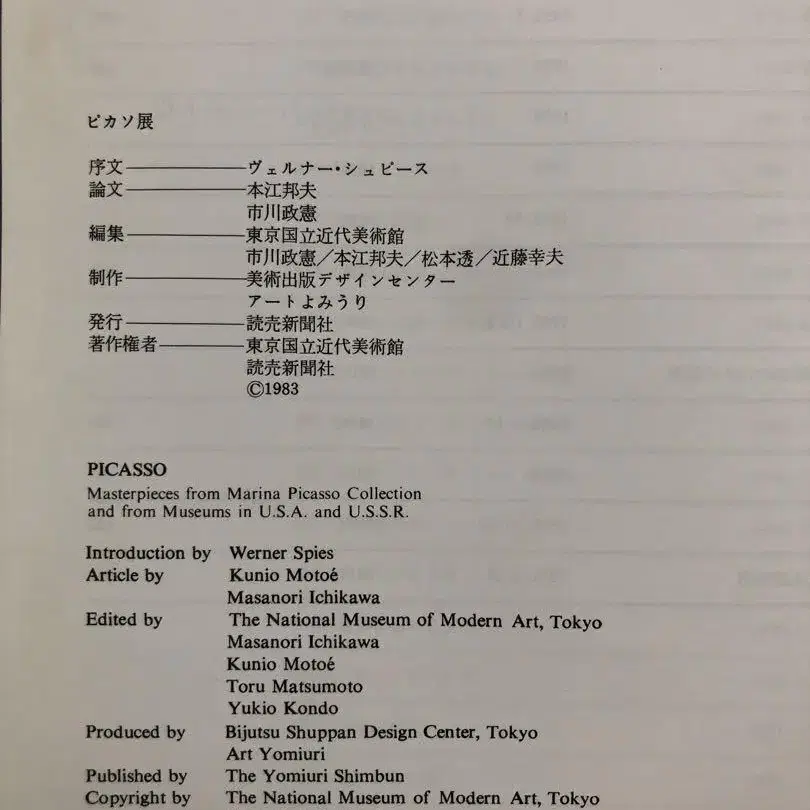 ピカソ展
序文————ヴェルナー・シュピース
論文————本江邦夫
市川政憲
編集————東京国立近代美術館
市川政憲／本江邦夫／松本透／近藤幸夫
制作————美術出版デザインセンター
アートよみうり
発行————読売新聞社
著作権者————東京国立近代美術館
読売新聞社
©1983
PICASSO
Masterpieces from Marina Picasso Collection
and from Museums in U.S.A. and U.S.S.R.
Introduction by Werner Spies
Article by Kunio Motoé
Masanori Ichikawa
Edited by The National Museum of Modern Art, Tokyo
Masanori Ichikawa
Kunio Motoé
Toru Matsumoto
Yukio Kondo
Produced by Bijutsu Shuppan Design Center, Tokyo
Art Yomiuri
Published by The Yomiuri Shimbun
Copyright by The National Museum of Modern Art, Tokyo